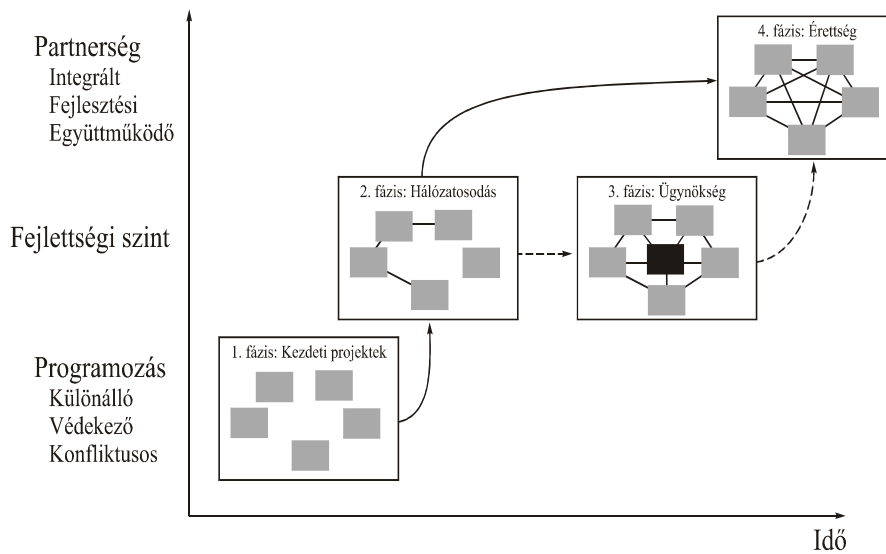 Partnerség
Integrált
Fejlesztési
Együttműködő
Fejlettségi szint
Programozás
Különálló
Védekező
Konfliktusos
1. fázis: Kezdeti projektek
2. fázis: Hálózatosodás
3. fázis: Ügynökség
4. fázis: Érettség
Idő